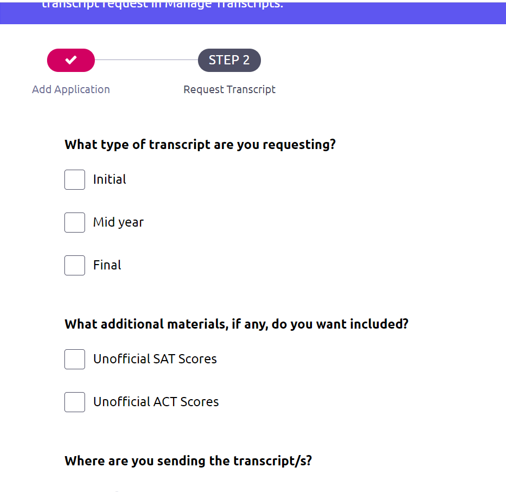 transcript request in Manage Transcripts.
STEP 2
Add Application
Request Transcript
What type of transcript are you requesting?
Initial
Mid year
Final
What additional materials, if any, do you want included?
Unofficial SAT Scores
Unofficial ACT Scores
Where are you sending the transcript/s?